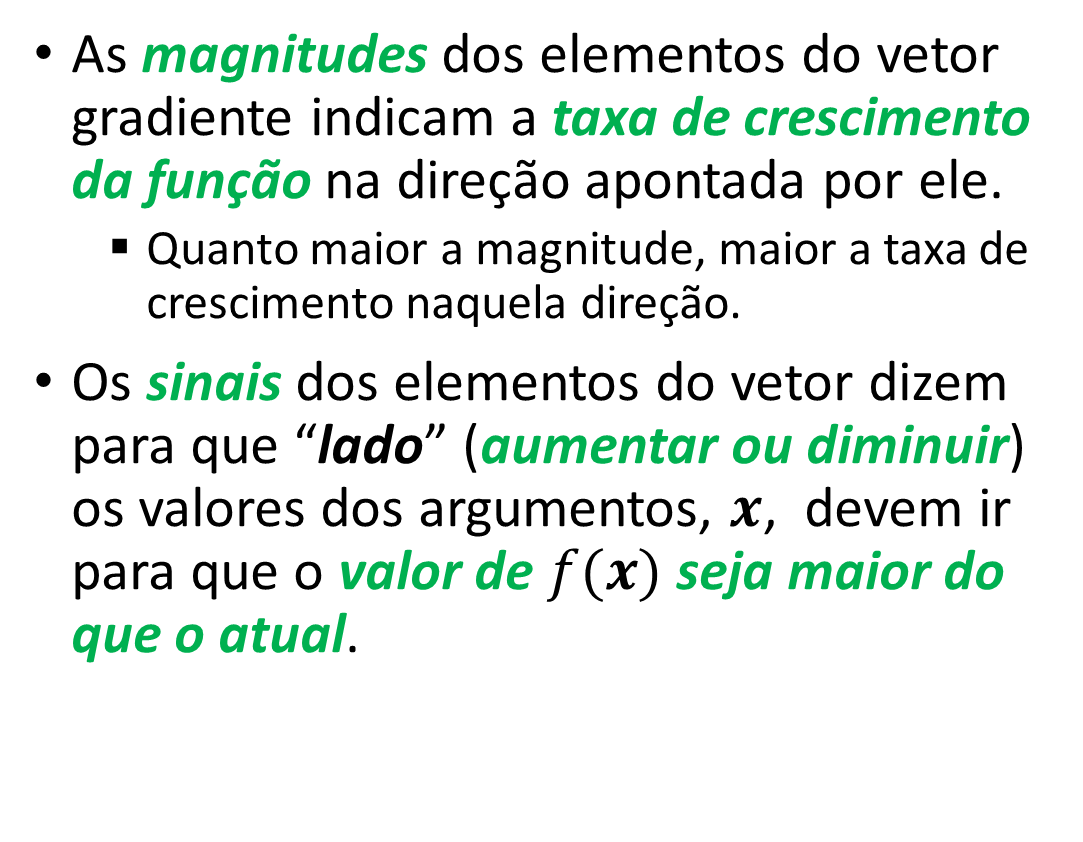 • As magnitudes dos elementos do vetor
gradiente indicam a taxa de crescimento
da função na direção apontada por ele.
▪ Quanto maior a magnitude, maior a taxa de
crescimento naquela direção.
• Os sinais dos elementos do vetor dizem
para que “lado” (aumentar ou diminuir)
os valores dos argumentos, 𝒙, devem ir
para que o valor de 𝑓(𝒙) seja maior do
que o atual.